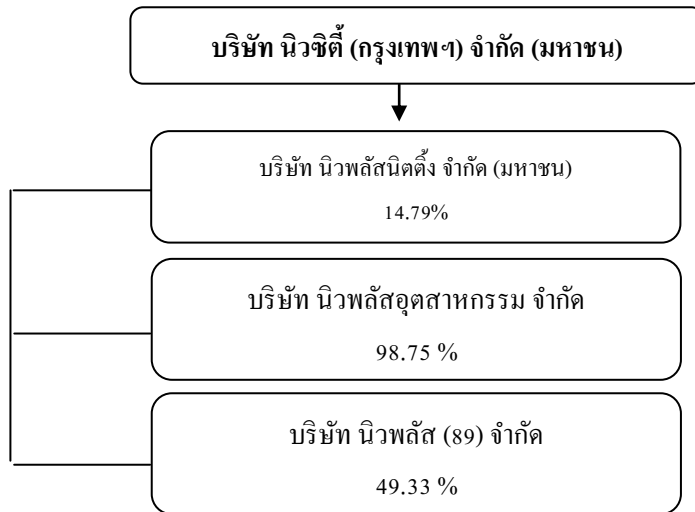 บริษัท นิวซิตี้ (กรุงเทพฯ) จำกัด (มหาชน)
บริษัท นิวพลัสนิตติ้ง จำกัด (มหาชน)
14.79%
บริษัท นิวพลัสอุตสาหกรรม จำกัด
98.75 %
บริษัท นิวพลัส (89) จำกัด
49.33 %